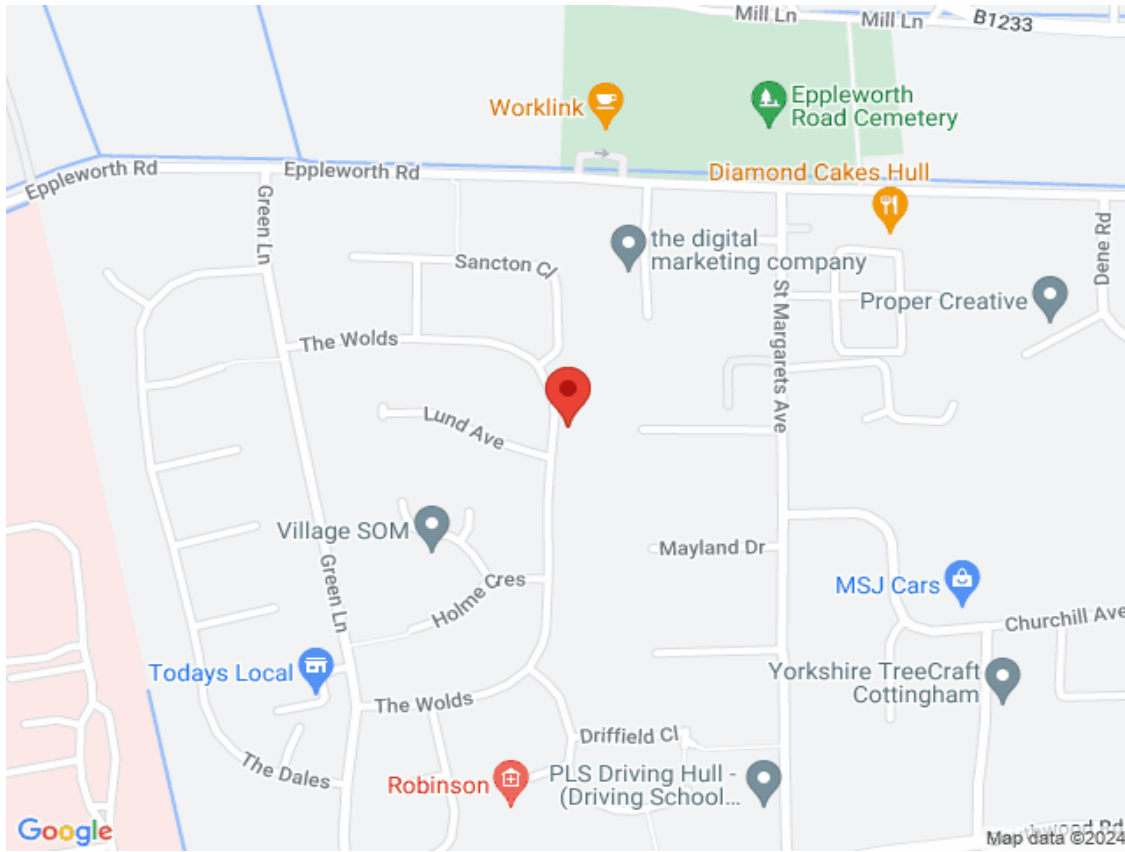 Mill Ln
Mill Ln
B1233
Worklink
Eppleworth
Road Cemetery
Eppleworth Rd
Eppleworth Rd
Diamond Cakes Hull
Green Ln
Dene Rd
the digital
marketing company
Sancton Cl
Proper Creative
St Margarets Ave
The Wolds
Lund Ave
Village SOM
Mayland Dr
Green Ln
Holme Cres
MSJ Cars
Churchill Ave
Todays Local
Yorkshire TreeCraft
Cottingham
The Wolds
Driffield Cl
The Dales
Robinson
PLS Driving Hull -
(Driving School...
Google
Southwood Rd
Map data ©2024